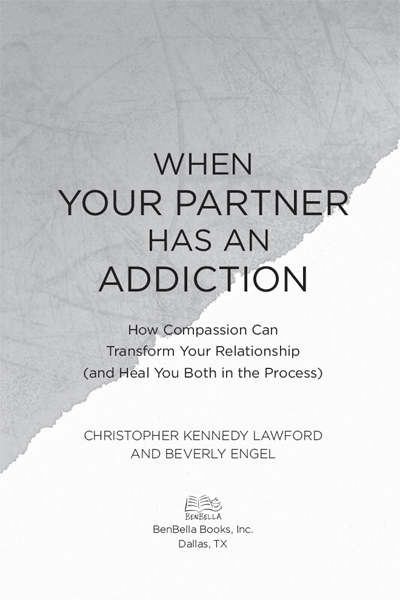 WHEN
YOUR PARTNER
HAS AN
ADDICTION
How Compassion Can
Transform Your Relationship
(and Heal You Both in the Process)
CHRISTOPHER KENNEDY LAWFORD
AND BEVERLY ENGEL
BENBELLA
BenBella Books, Inc.
Dallas, TX